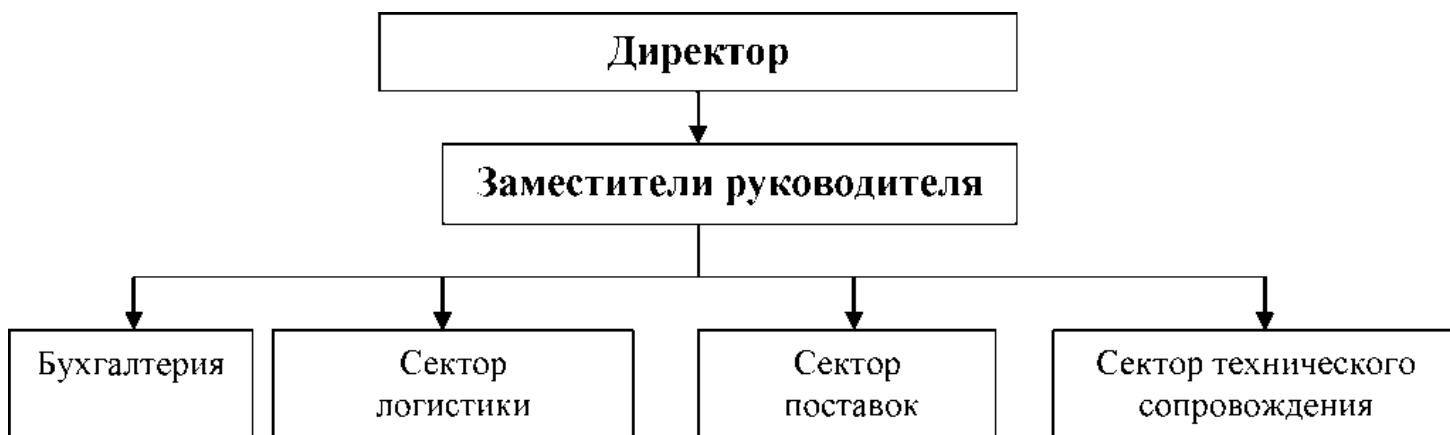 Директор
Заместители руководителя
Бухгалтерия
Сектор
логистики
Сектор
поставок
Сектор технического
сопровождения